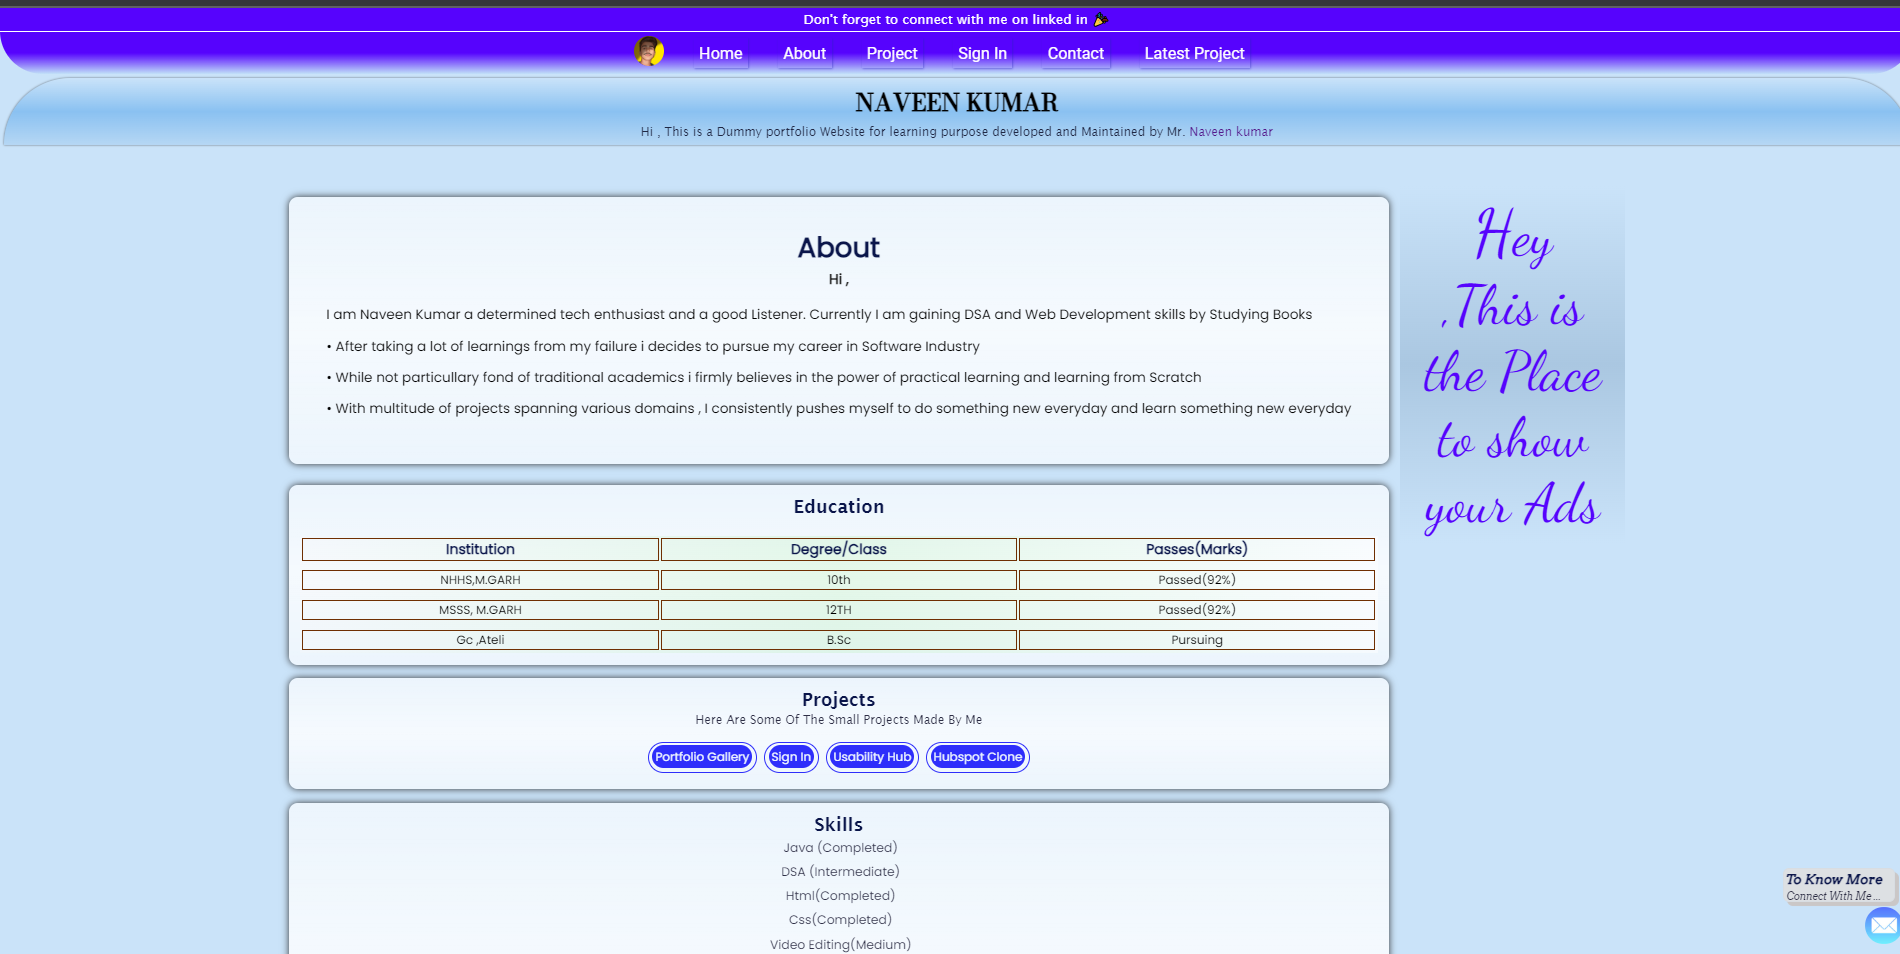 Don't forget to connect with me on linked in
Home About Project Sign In Contact Latest Project
NAVEEN KUMAR
Hi , This is a Dummy portfolio Website for learning purpose developed and Maintained by Mr. Naveen kumar
About
Hi ,
I am Naveen Kumar a determined tech enthusiast and a good Listener. Currently I am gaining DSA and Web Development skills by Studying Books
• After taking a lot of learnings from my failure i decides to pursue my career in Software Industry
• While not particullary fond of traditional academics i firmly believes in the power of practical learning and learning from Scratch
• With multitude of projects spanning various domains , I consistently pushes myself to do something new everyday and learn something new everyday
Hey
,This is
the Place
to show
your Ads
Education
Institution Degree/Class Passes(Marks)
NHHS,M.GARH 10th Passed(92%)
MSSS, M.GARH 12TH Passed(92%)
Gc ,Ateli B.Sc Pursuing
Projects
Here Are Some Of The Small Projects Made By Me
Portfolio Gallery Sign In Usability Hub Hubspot Clone
Skills
Java (Completed)
DSA (Intermediate)
Html(Completed)
Css(Completed)
Video Editing(Medium)
To Know More
Connect With Me...